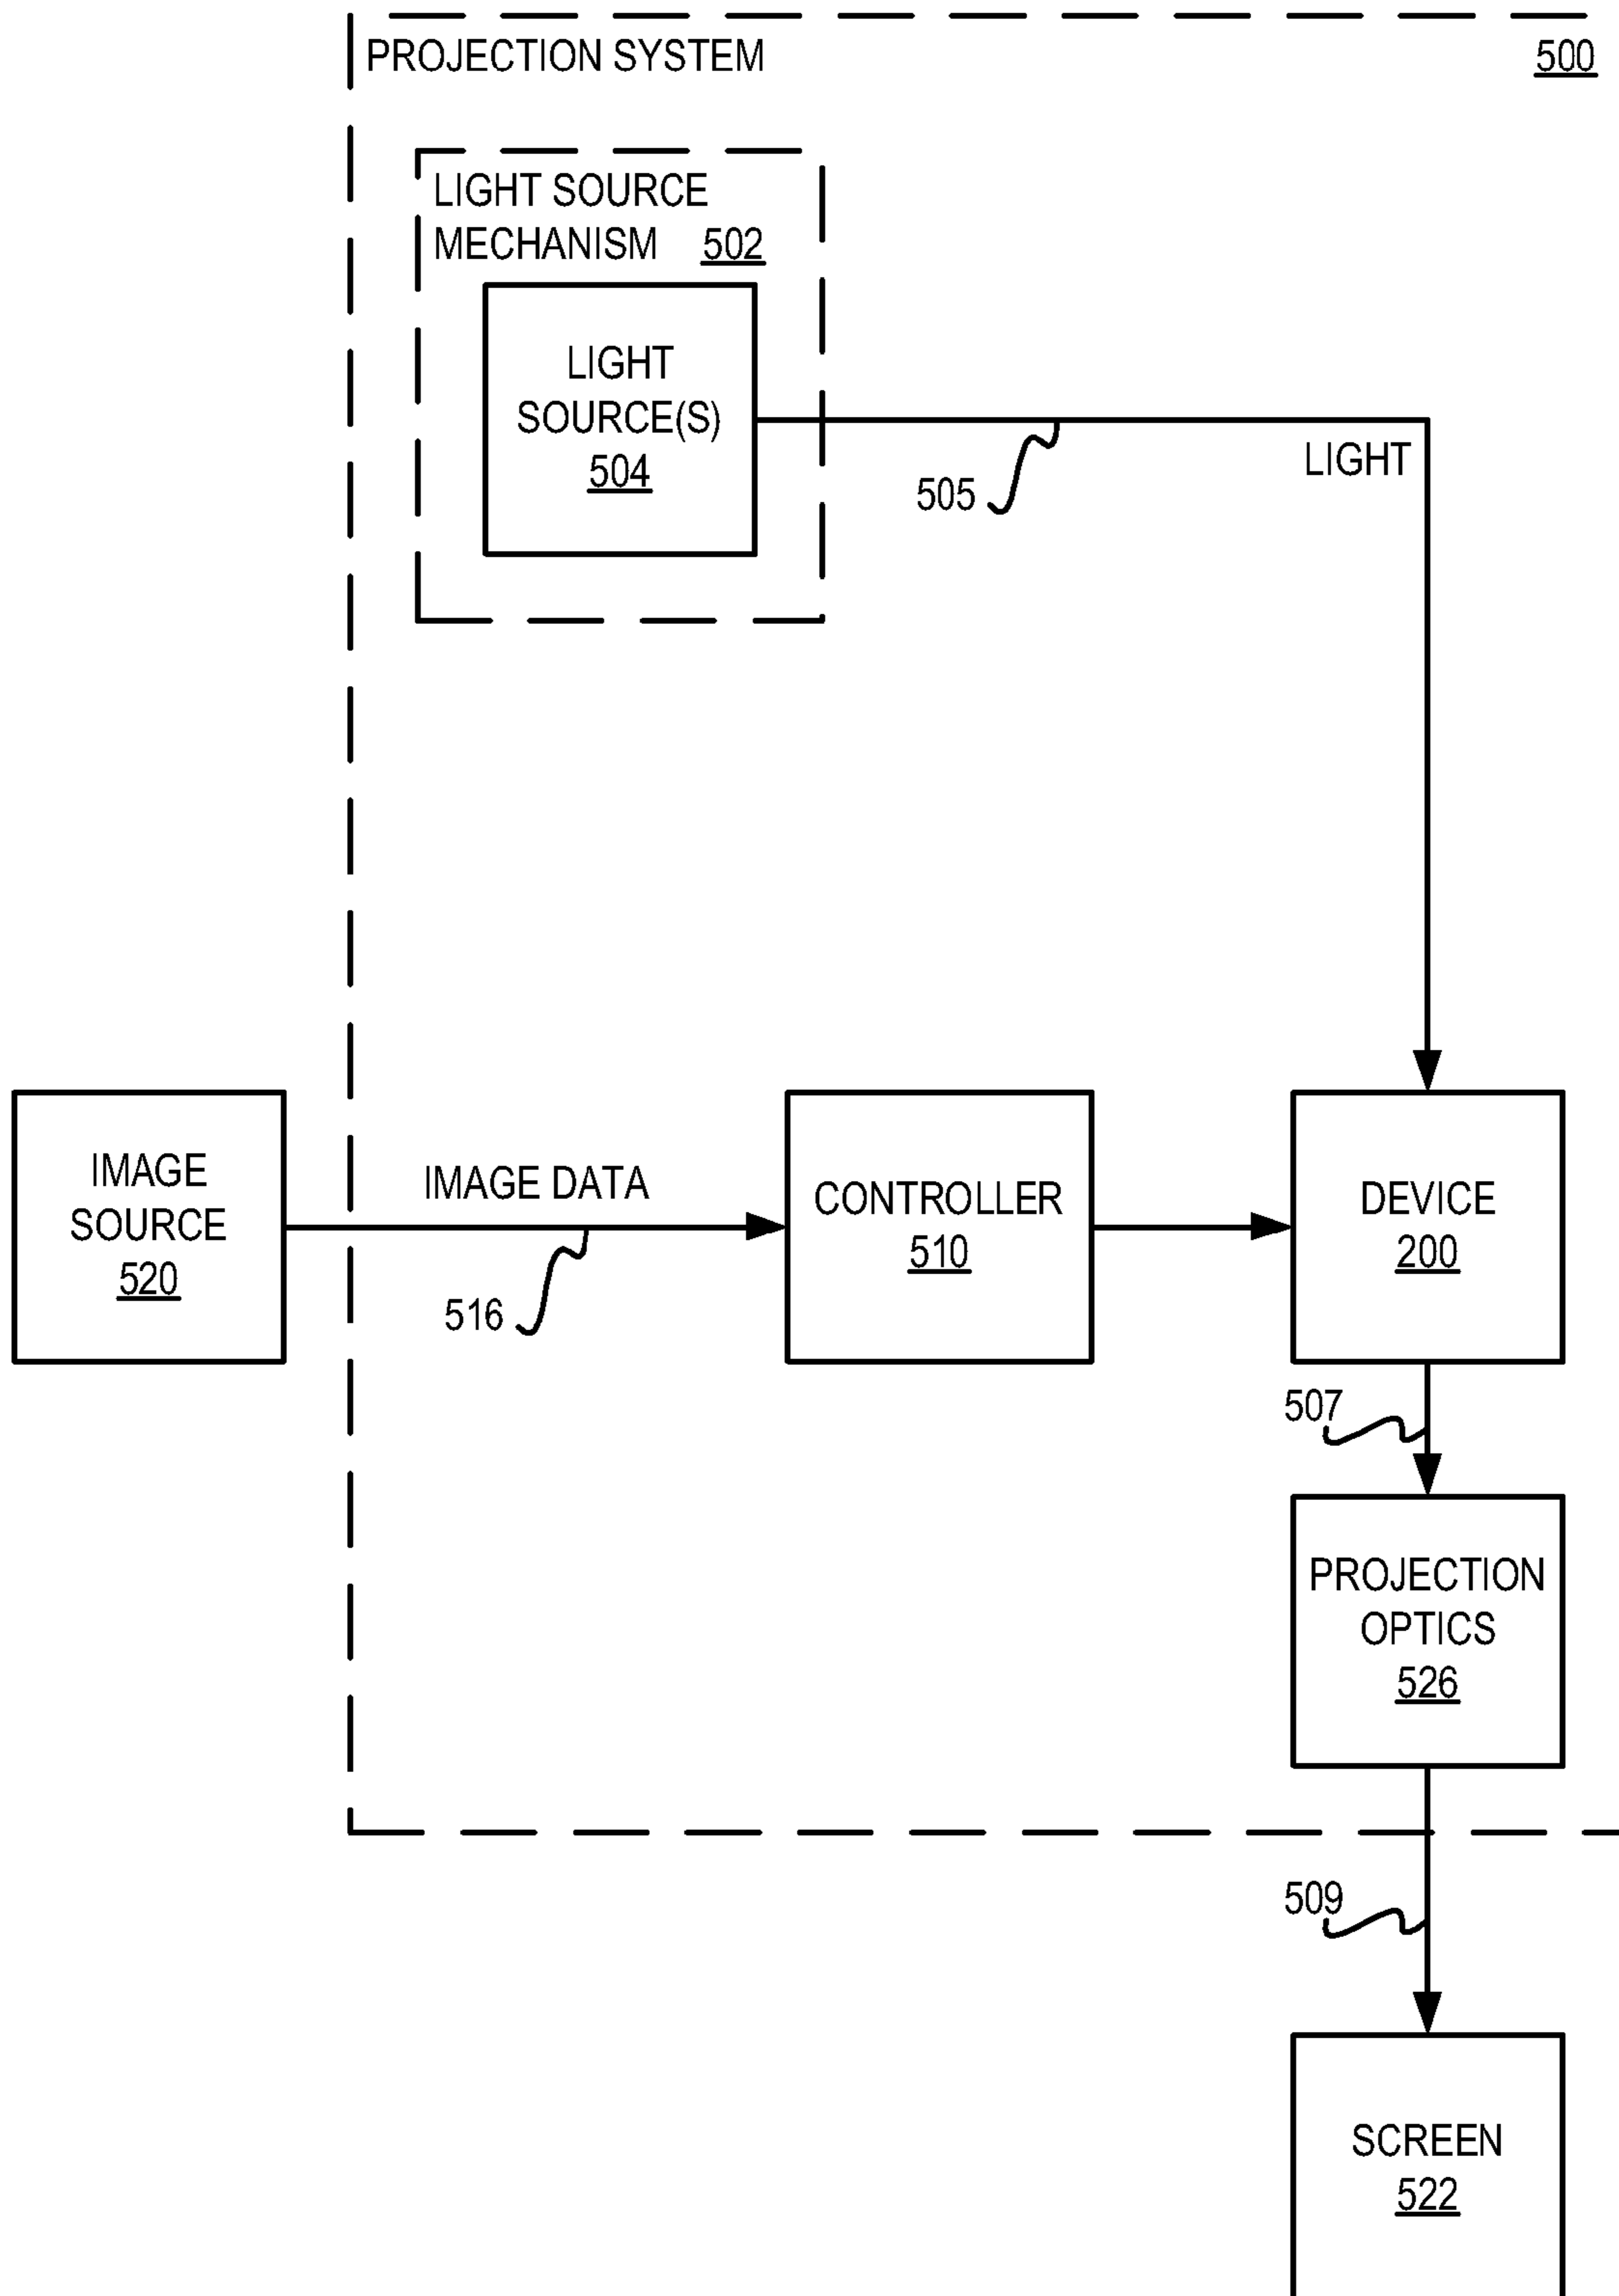 PROJECTION SYSTEM 500
LIGHT SOURCE
MECHANISM 502
LIGHT
SOURCE(S)
504
505
LIGHT
IMAGE
SOURCE
520
IMAGE DATA
516
CONTROLLER
510
DEVICE
200
507
PROJECTION
OPTICS
526
509
SCREEN
522